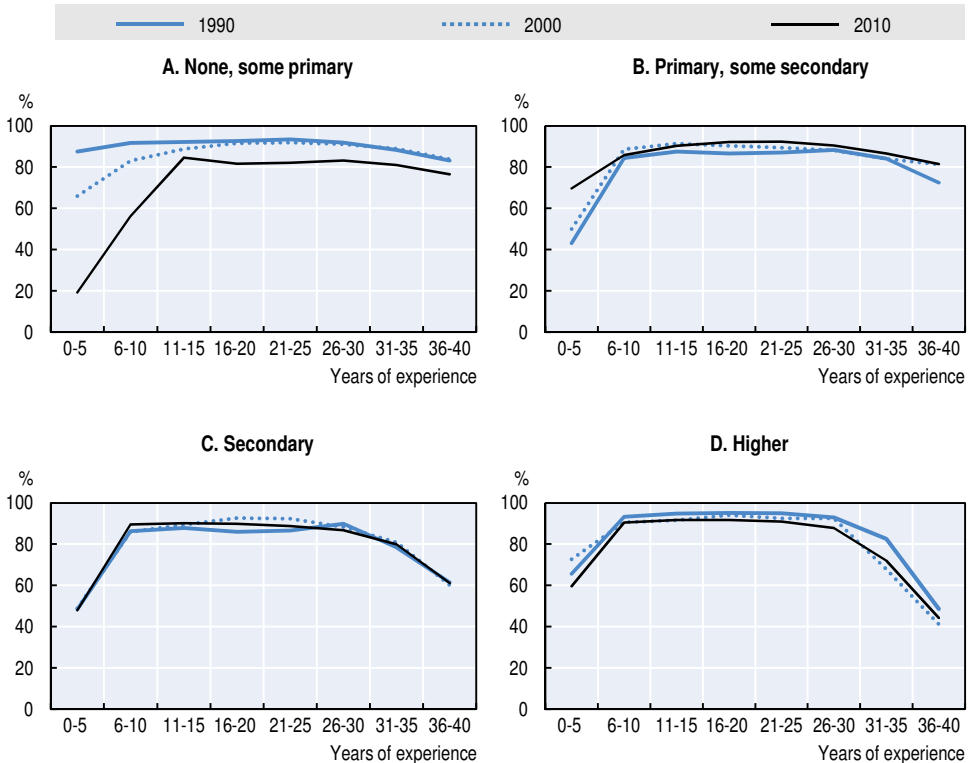 1990 2000 2010
A. None, some primary
%
100
80
60
40
20
0
0-5 6-10 11-15 16-20 21-25 26-30 31-35 36-40
Years of experience
B. Primary, some secondary
%
100
80
60
40
20
0
0-5 6-10 11-15 16-20 21-25 26-30 31-35 36-40
Years of experience
C. Secondary
%
100
80
60
40
20
0
0-5 6-10 11-15 16-20 21-25 26-30 31-35 36-40
Years of experience
D. Higher
%
100
80
60
40
20
0
0-5 6-10 11-15 16-20 21-25 26-30 31-35 36-40
Years of experience